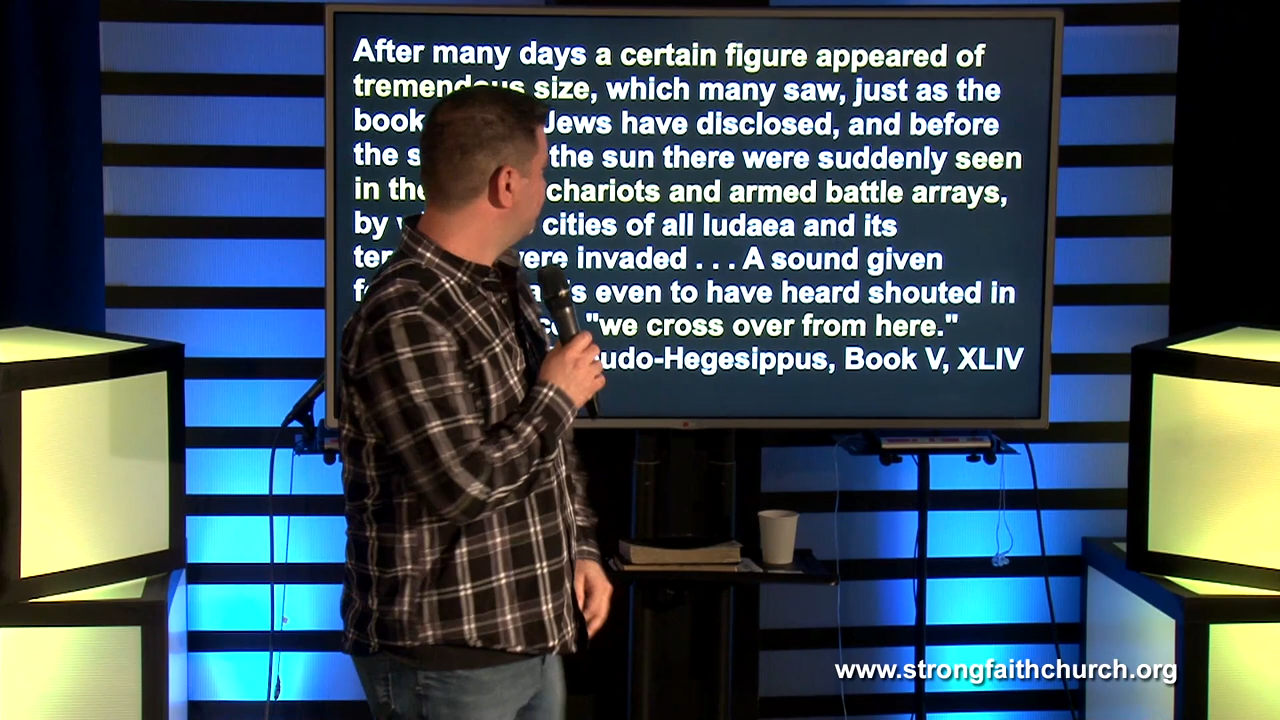 After many days a certain figure appeared of
tremendous size, which many saw, just as the
book Jews have disclosed, and before
the the sun there were suddenly seen
in the chariots and armed battle arrays,
by cities of all Iudaea and its
were invaded . . . A sound given
even to have heard shouted in
"we cross over from here."
Pseudo-Hegesippus, Book V, XLIV
www.strongfaithchurch.org